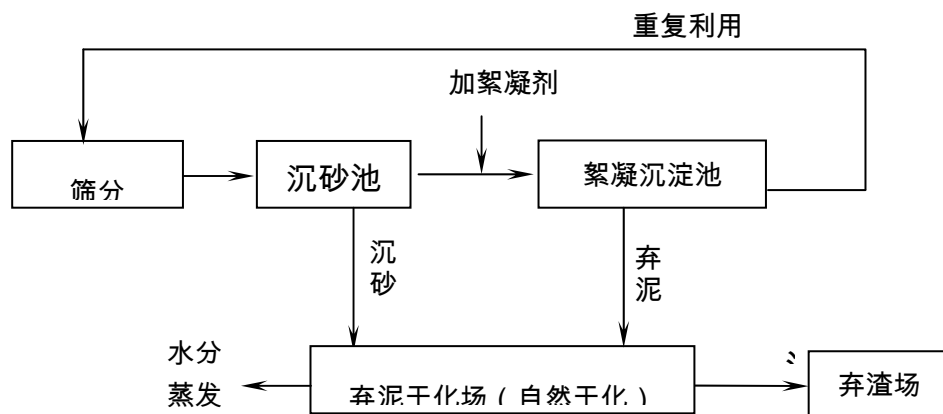 重复利用
加絮凝剂
筛分
沉砂池
絮凝沉淀池
沉
砂
弃
泥
水分
蒸发
弃泥干化场(自然干化)
弃渣场